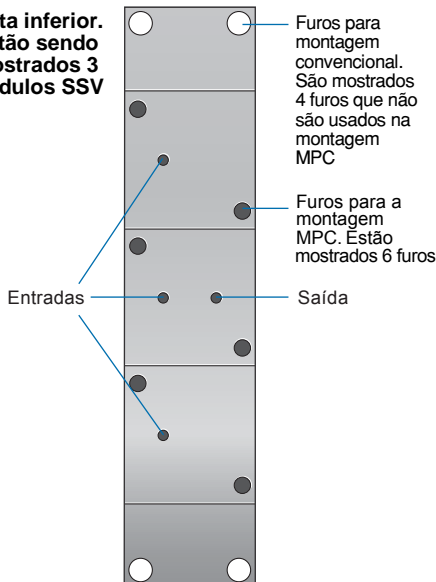 ta inferior.
tão sendo
ostrados 3
dulos SSV
Furos para
montagem
convencional.
São mostrados
4 furos que não
são usados na
montagem
MPC
Furos para a
montagem
MPC. Estão
mostrados 6 furos
Entradas
Saída